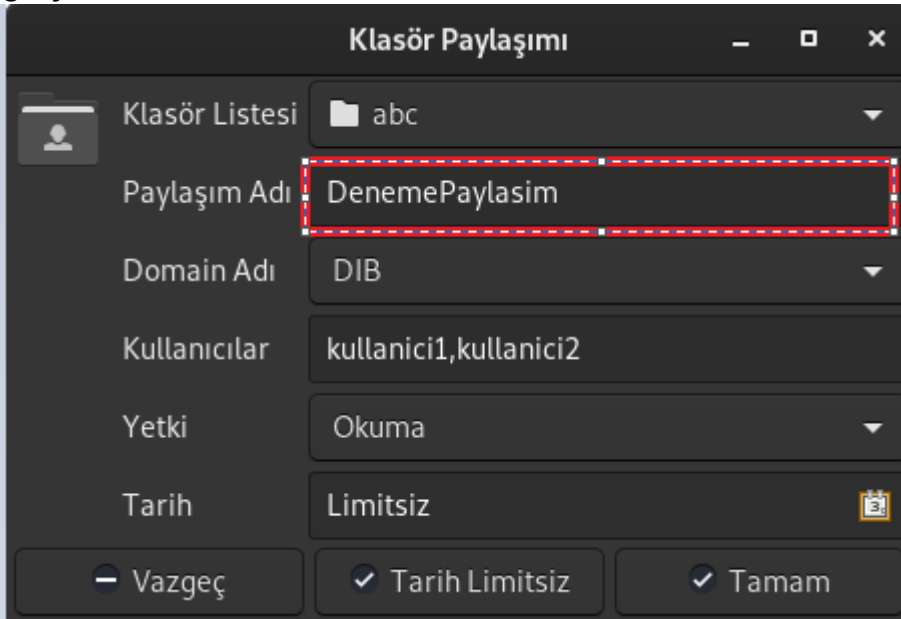 Klasör Paylaşımı
Klasör Listesi abc
Paylaşım Adı DenemePaylasim
Domain Adı DIB
Kullanıcılar kullanici1,kullanici2
Yetki Okuma
Tarih Limitsiz 3
Vazgeç Tarih Limitsiz Tamam